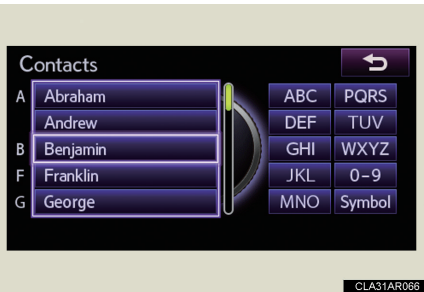 Contacts
A Abraham
Andrew
B Benjamin
F Franklin
G George
ABC PQRS
DEF TUV
GHI WXYZ
JKL 0-9
MNO Symbol
CLA31AR066